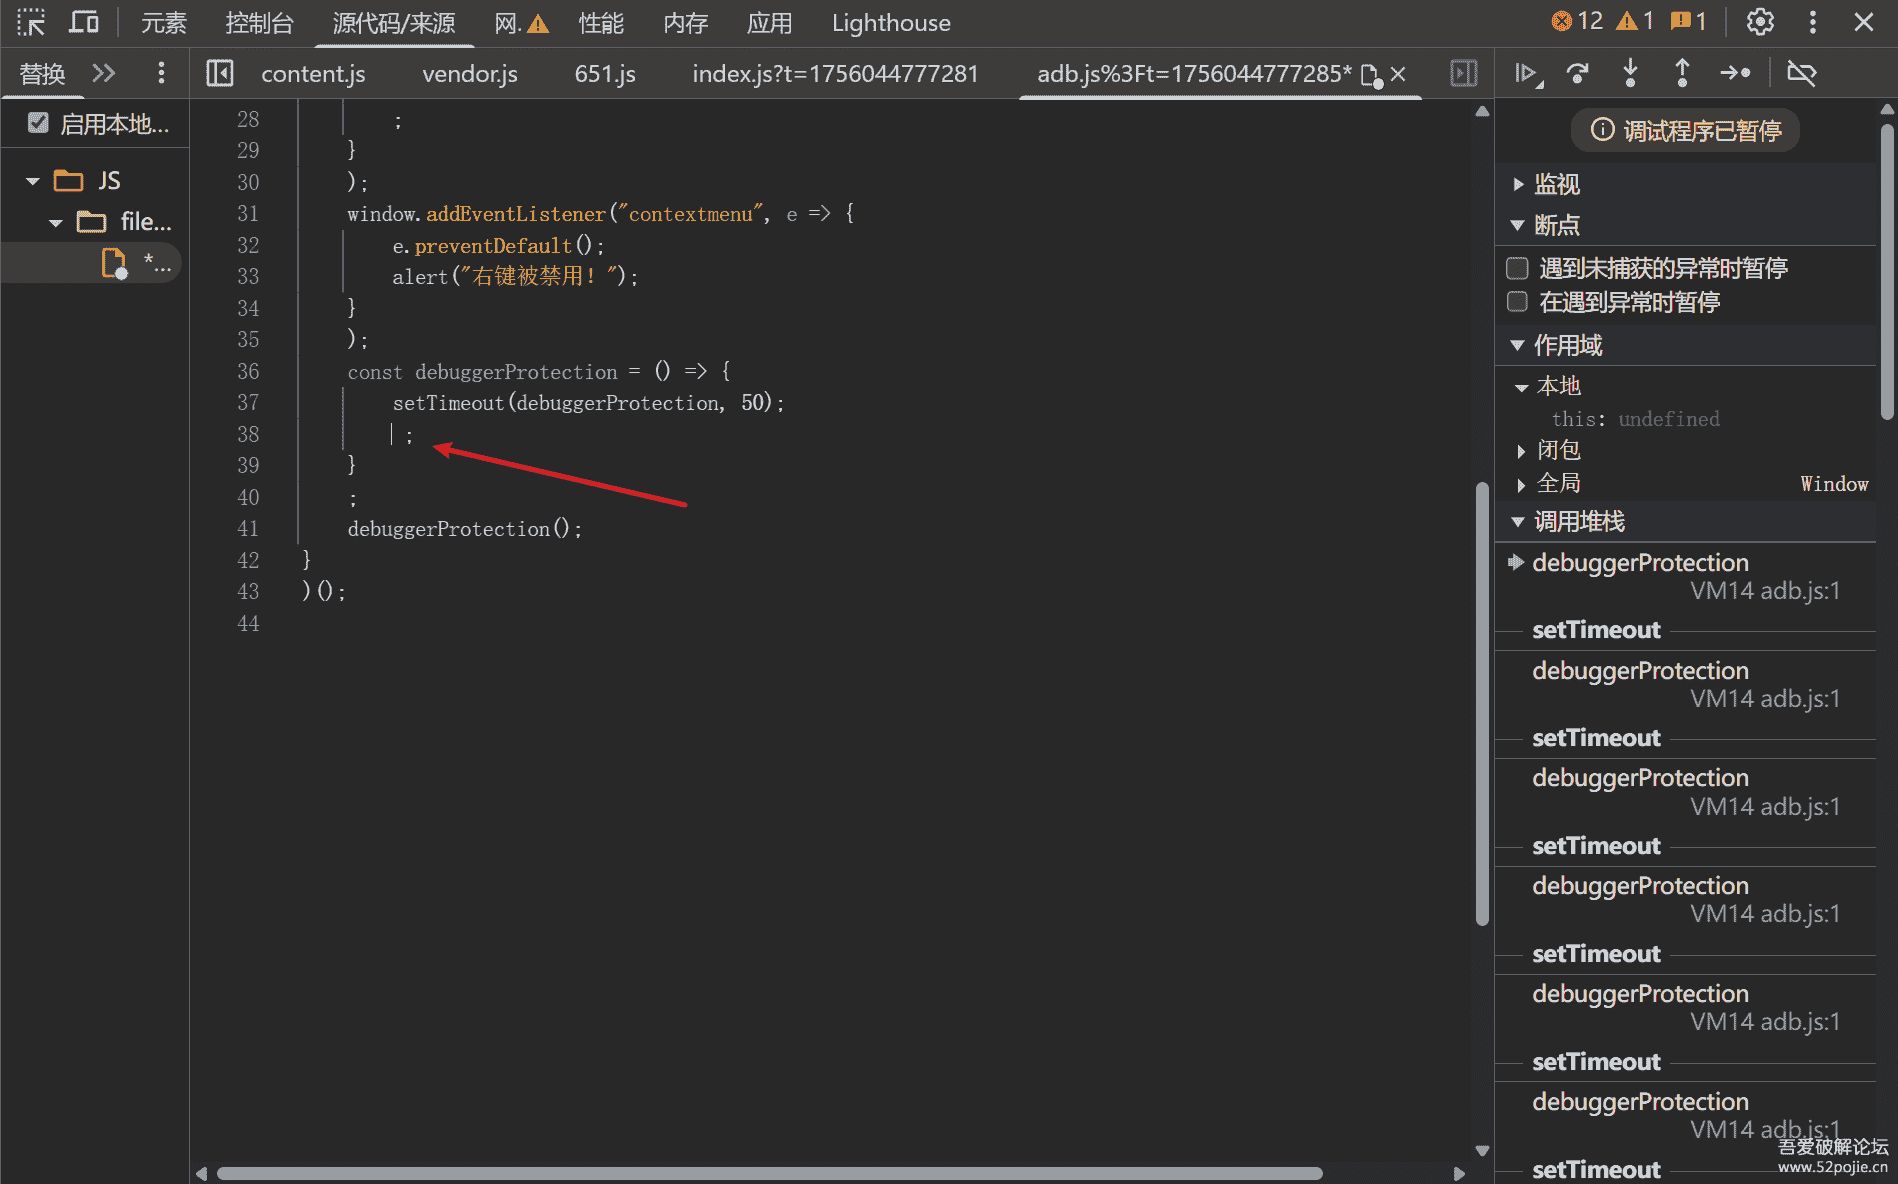 元素 控制台 源代码/来源 网. 性能 内存 应用 Lighthouse 12 1 1
替换 content.js vendor.js 651.js index.js?t=1756044777281 adb.js%3Ft=1756044777285*
启用本地...
JS
file...
*...
28 ;
29 }
30 );
31 window.addEventListener("contextmenu", e => {
32 e.preventDefault();
33 alert("右键被禁用！");
34 }
35 );
36 const debuggerProtection = () => {
37 setTimeout(debuggerProtection, 50);
38 ;
39 }
40 ;
41 debuggerProtection();
42 }
43 )();
44
调试程序已暂停
监视
断点
遇到未捕获的异常时暂停
在遇到异常时暂停
作用域
本地
this: undefined
闭包
全局 Window
调用堆栈
debuggerProtection
VM14 adb.js:1
setTimeout
debuggerProtection
VM14 adb.js:1
setTimeout
debuggerProtection
VM14 adb.js:1
setTimeout
debuggerProtection
VM14 adb.js:1
setTimeout
debuggerProtection
VM14 adb.js:1
setTimeout
debuggerProtection
VM14 adb.js:1
setTimeout
吾爱破解论坛
www.52pojie.cn